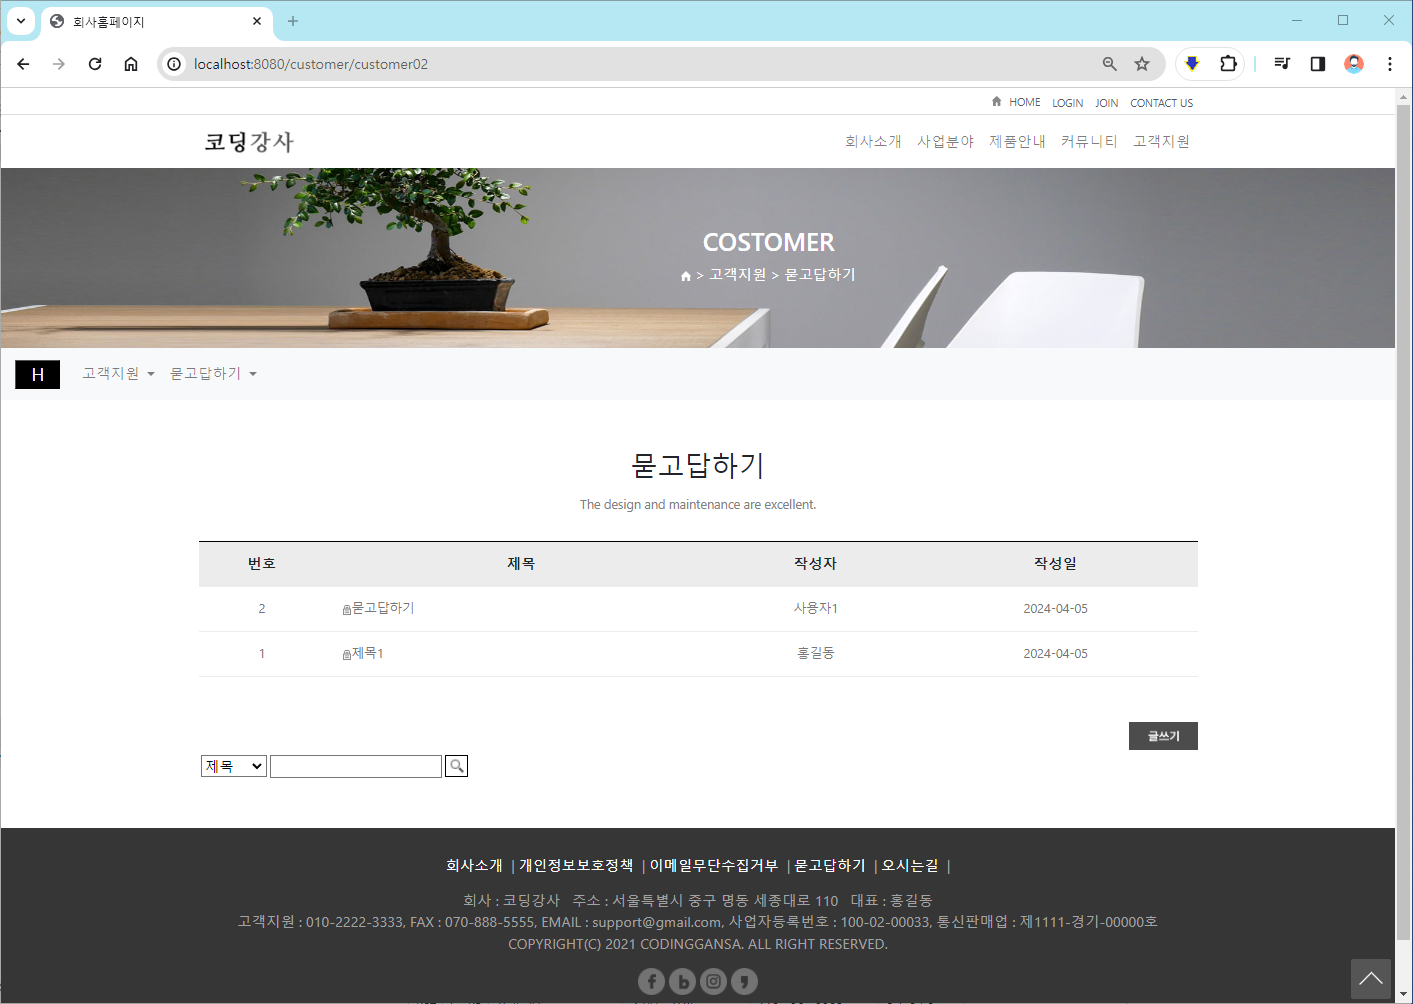 회사홈페이지
localhost:8080/customer/customer02
HOME LOGIN JOIN CONTACT US
코딩강사
회사소개 사업분야 제품안내 커뮤니티 고객지원
COSTOMER
> 고객지원 > 묻고답하기
H 고객지원 묻고답하기
묻고답하기
The design and maintenance are excellent.
번호 제목 작성자 작성일
2 묻고답하기 사용자1 2024-04-05
1 제목1 홍길동 2024-04-05
글쓰기
제목
회사소개 | 개인정보보호정책 | 이메일무단수집거부 | 묻고답하기 | 오시는길 |
회사 : 코딩강사 주소 : 서울특별시 중구 명동 세종대로 110 대표 : 홍길동
고객지원 : 010-2222-3333, FAX : 070-888-5555, EMAIL : support@gmail.com, 사업자등록번호 : 100-02-00033, 통신판매업 : 제1111-경기-00000호
COPYRIGHT(C) 2021 CODINGGANSA. ALL RIGHT RESERVED.